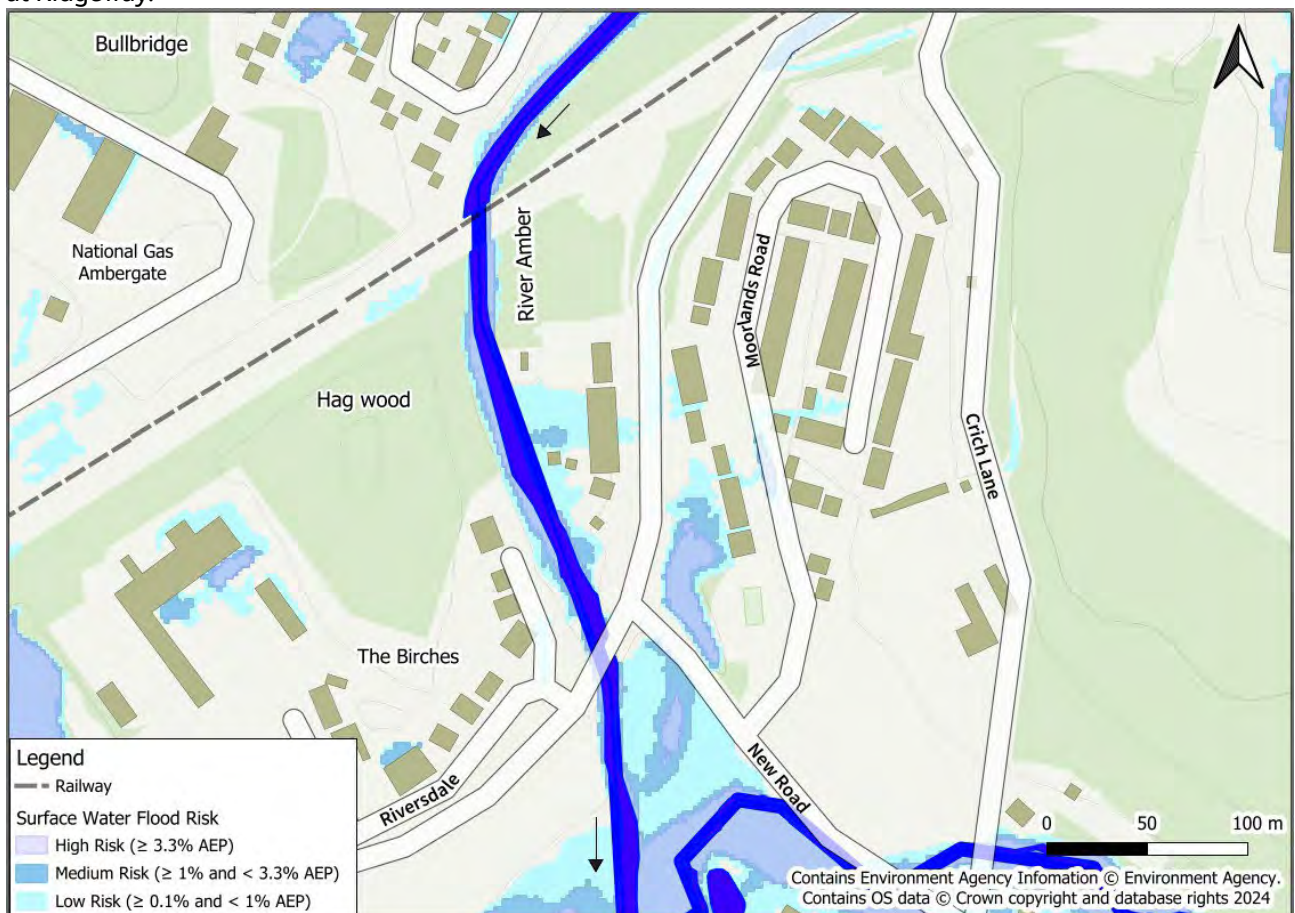 at Ridgeway.
Bullbridge
National Gas
Ambergate
River Amber
Moorlands Road
Hag wood
Crich Lane
The Birches
New Road
Riversdale
Legend
Railway
Surface Water Flood Risk
High Risk (≥ 3.3% AEP)
Medium Risk (≥ 1% and < 3.3% AEP)
Low Risk (≥ 0.1% and < 1% AEP)
0 50 100 m
Contains Environment Agency Infomation © Environment Agency.
Contains OS data © Crown copyright and database rights 2024